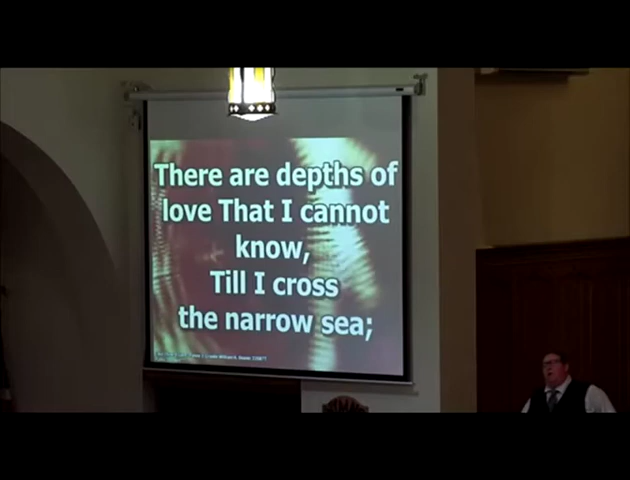 There are depths of
love That I cannot
know,
Till I cross
the narrow sea;